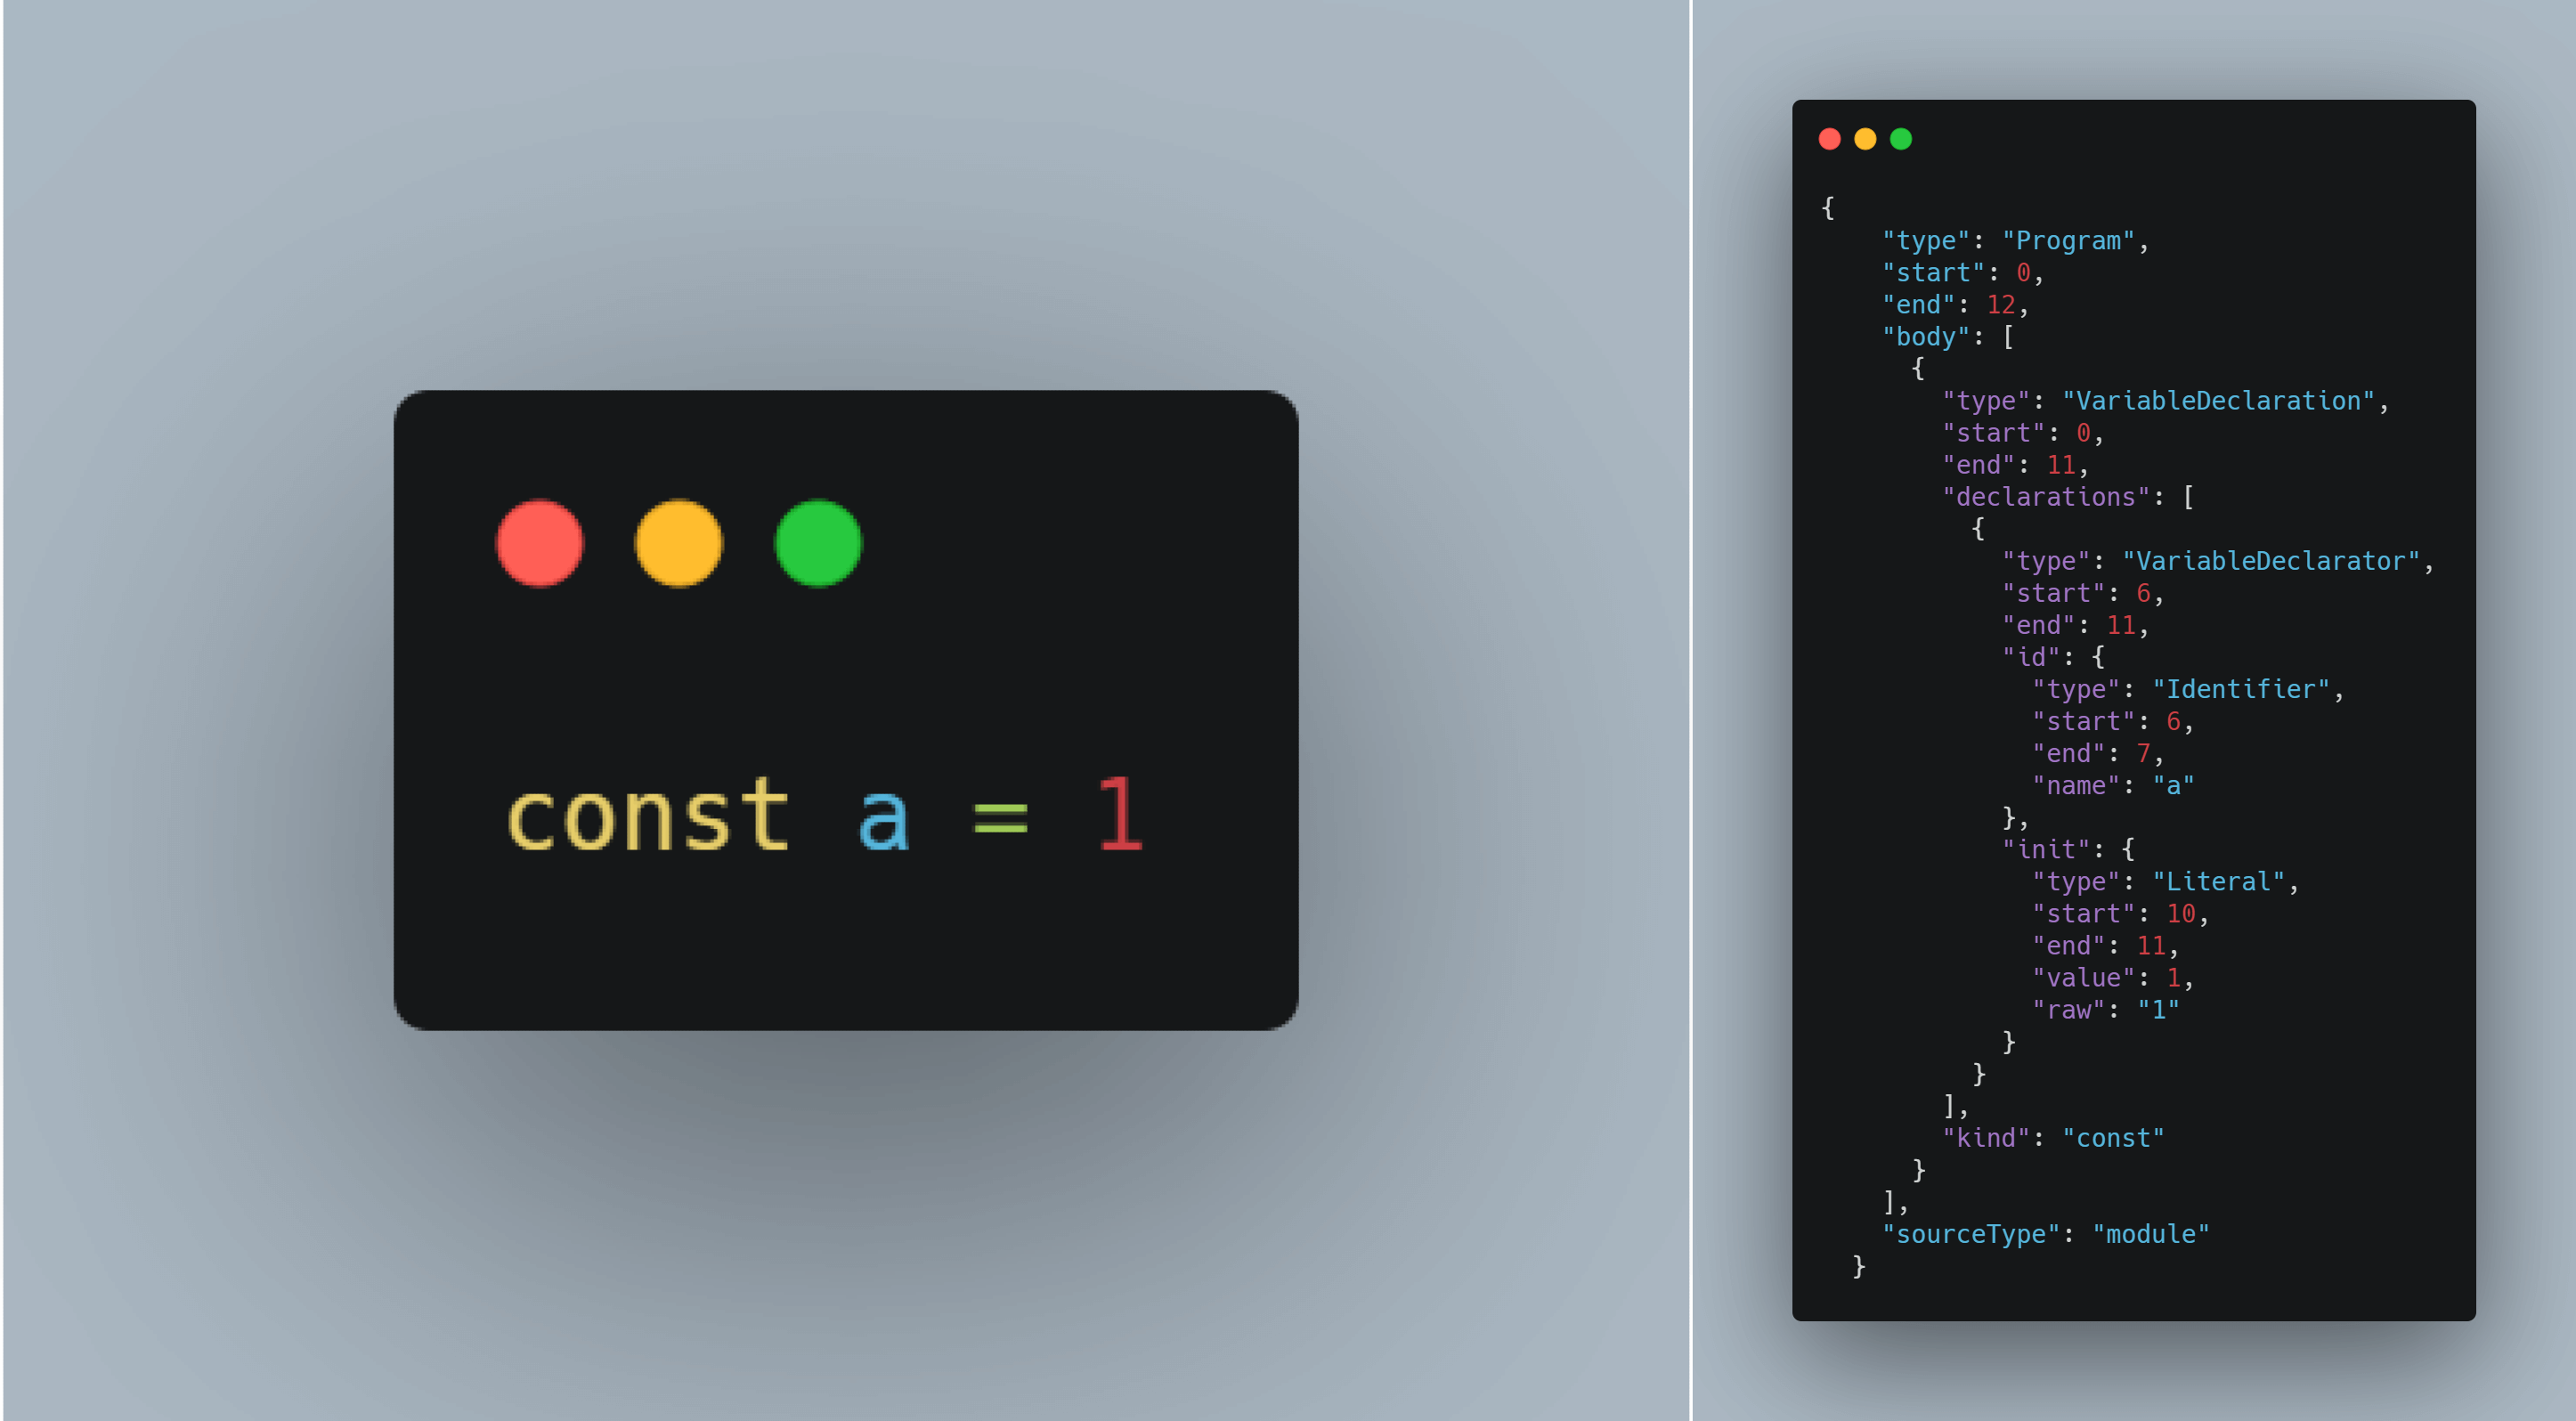 const a = 1
{
    "type": "Program",
    "start": 0,
    "end": 12,
    "body": [
      {
        "type": "VariableDeclaration",
        "start": 0,
        "end": 11,
        "declarations": [
          {
            "type": "VariableDeclarator",
            "start": 6,
            "end": 11,
            "id": {
              "type": "Identifier",
              "start": 6,
              "end": 7,
              "name": "a"
            },
            "init": {
              "type": "Literal",
              "start": 10,
              "end": 11,
              "value": 1,
              "raw": "1"
            }
          }
        ],
        "kind": "const"
      }
    ],
    "sourceType": "module"
  }